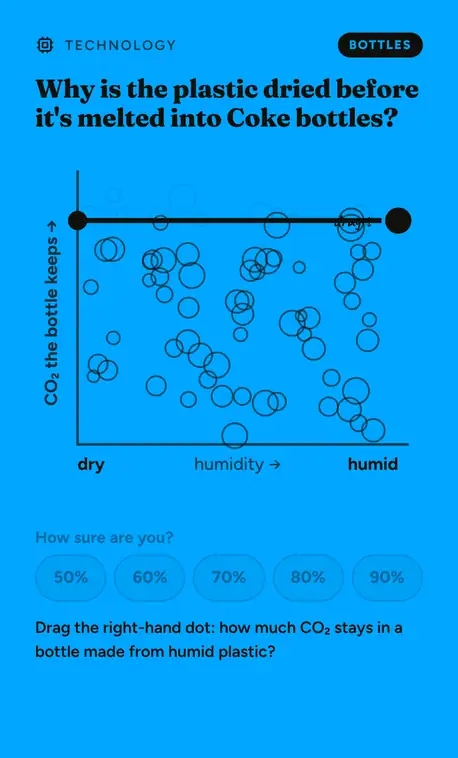 TECHNOLOGY
BOTTLES
Why is the plastic dried before
it's melted into Coke bottles?
CO₂ the bottle keeps →
dry
humidity →
humid
How sure are you?
50%
60%
70%
80%
90%
Drag the right-hand dot: how much CO₂ stays in a
bottle made from humid plastic?